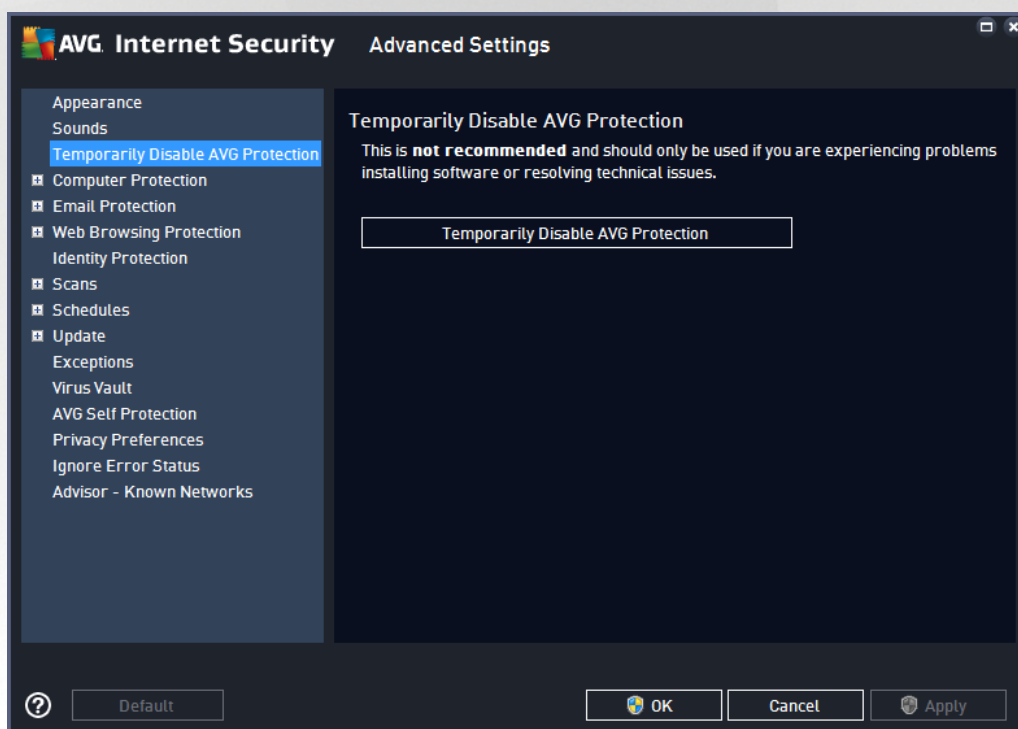 AVG. Internet Security Advanced Settings
Appearance
Sounds
Temporarily Disable AVG Protection
Computer Protection
Email Protection
Web Browsing Protection
Identity Protection
Scans
Schedules
Update
Exceptions
Virus Vault
AVG Self Protection
Privacy Preferences
Ignore Error Status
Advisor - Known Networks
Temporarily Disable AVG Protection
This is not recommended and should only be used if you are experiencing problems
installing software or resolving technical issues.
Temporarily Disable AVG Protection
? Default OK Cancel Apply